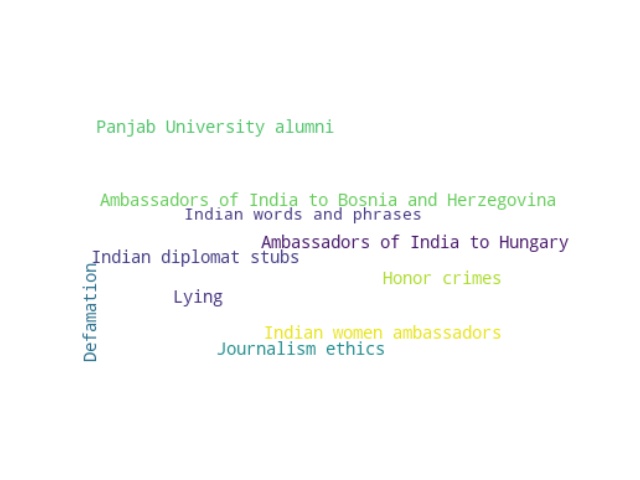 Panjab University alumni
Ambassadors of India to Bosnia and Herzegovina
Indian words and phrases
Ambassadors of India to Hungary
Indian diplomat stubs
Honor crimes
Lying
Defamation
Indian women ambassadors
Journalism ethics